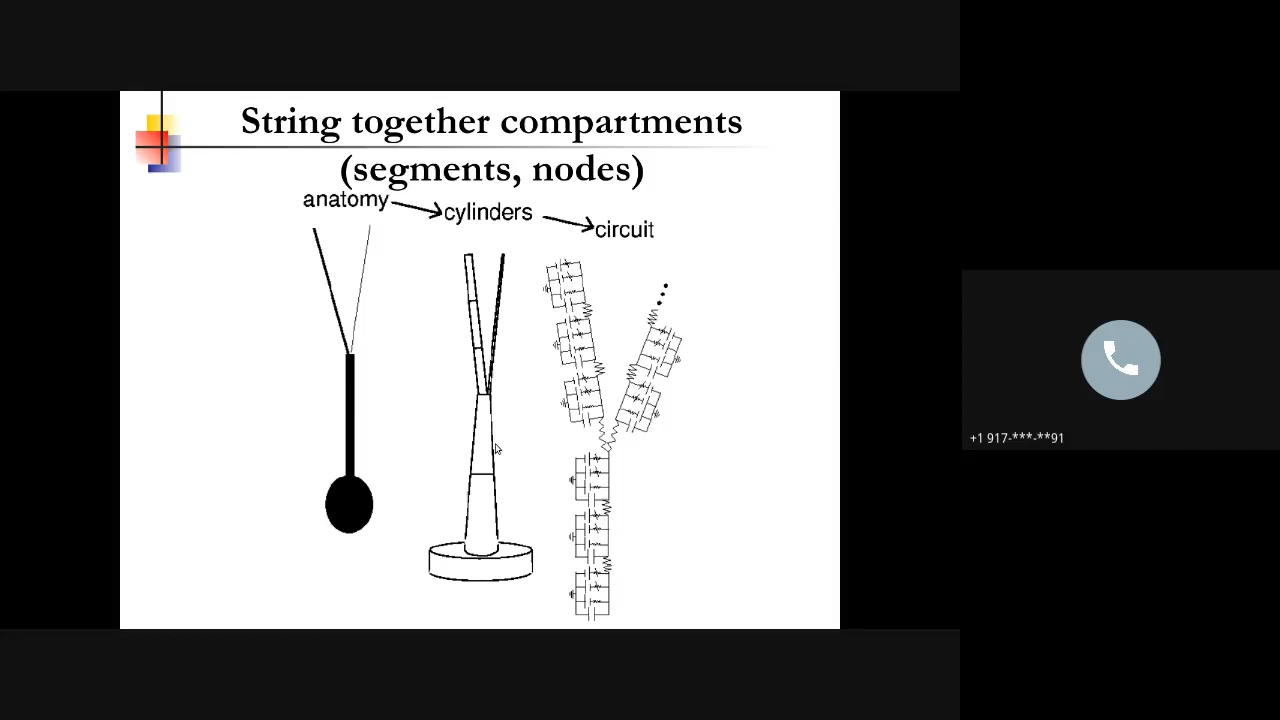 String together compartments
(segments, nodes)
anatomy
cylinders
circuit
+1 917-***-**91